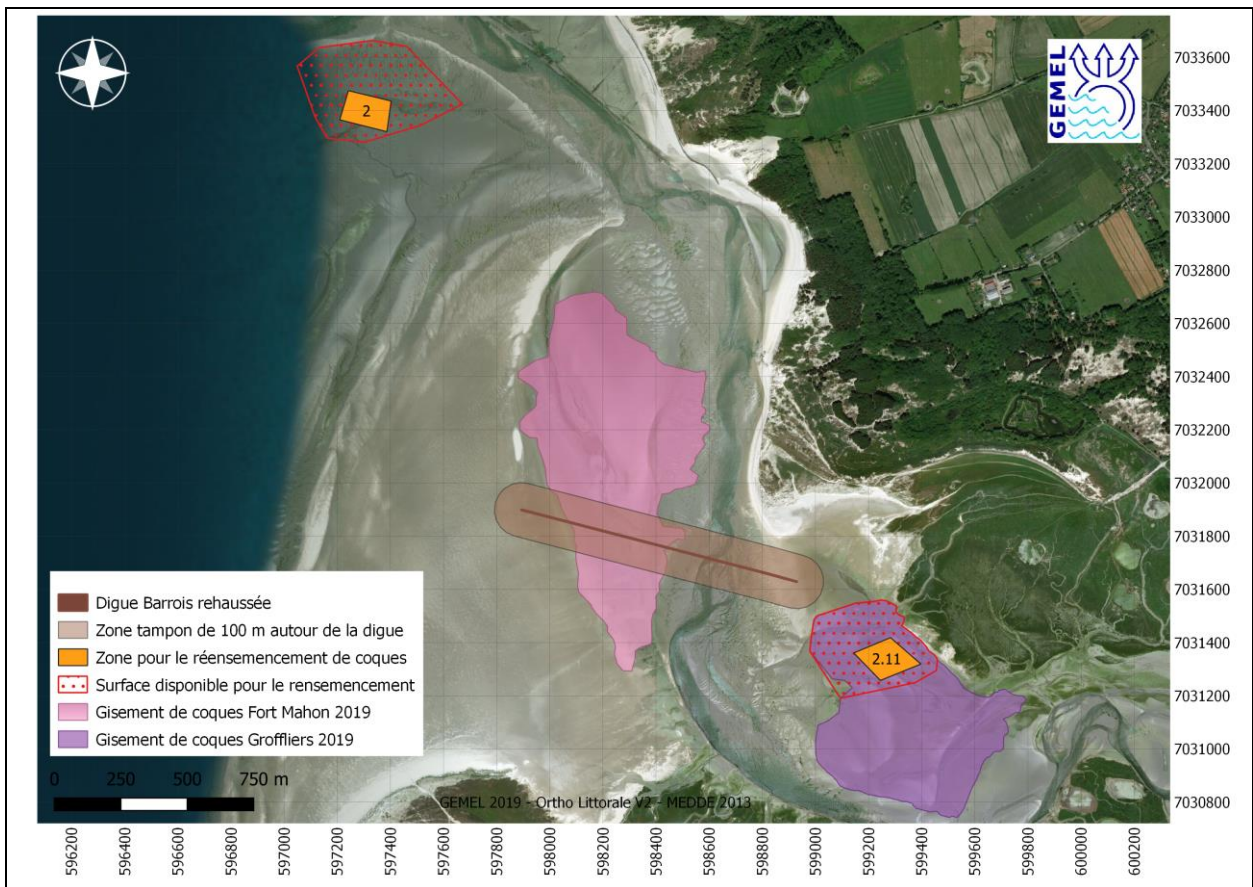 GEMEL
7033600
7033400
7033200
7033000
7032800
7032600
7032400
7032200
7032000
7031800
7031600
7031400
7031200
7031000
7030800
2
2.11
Digue Barrois rehaussée
Zone tampon de 100 m autour de la digue
Zone pour le réensemencement de coques
Surface disponible pour le rensemencement
Gisement de coques Fort Mahon 2019
Gisement de coques Groffliers 2019
0 250 500 750 m
GEMEL 2019 - Ortho Littorale V2 - MEDDE 2013
596200 596400 596600 596800 597000 597200 597400 597600 597800 598000 598200 598400 598600 598800 599000 599200 599400 599600 599800 600000 600200